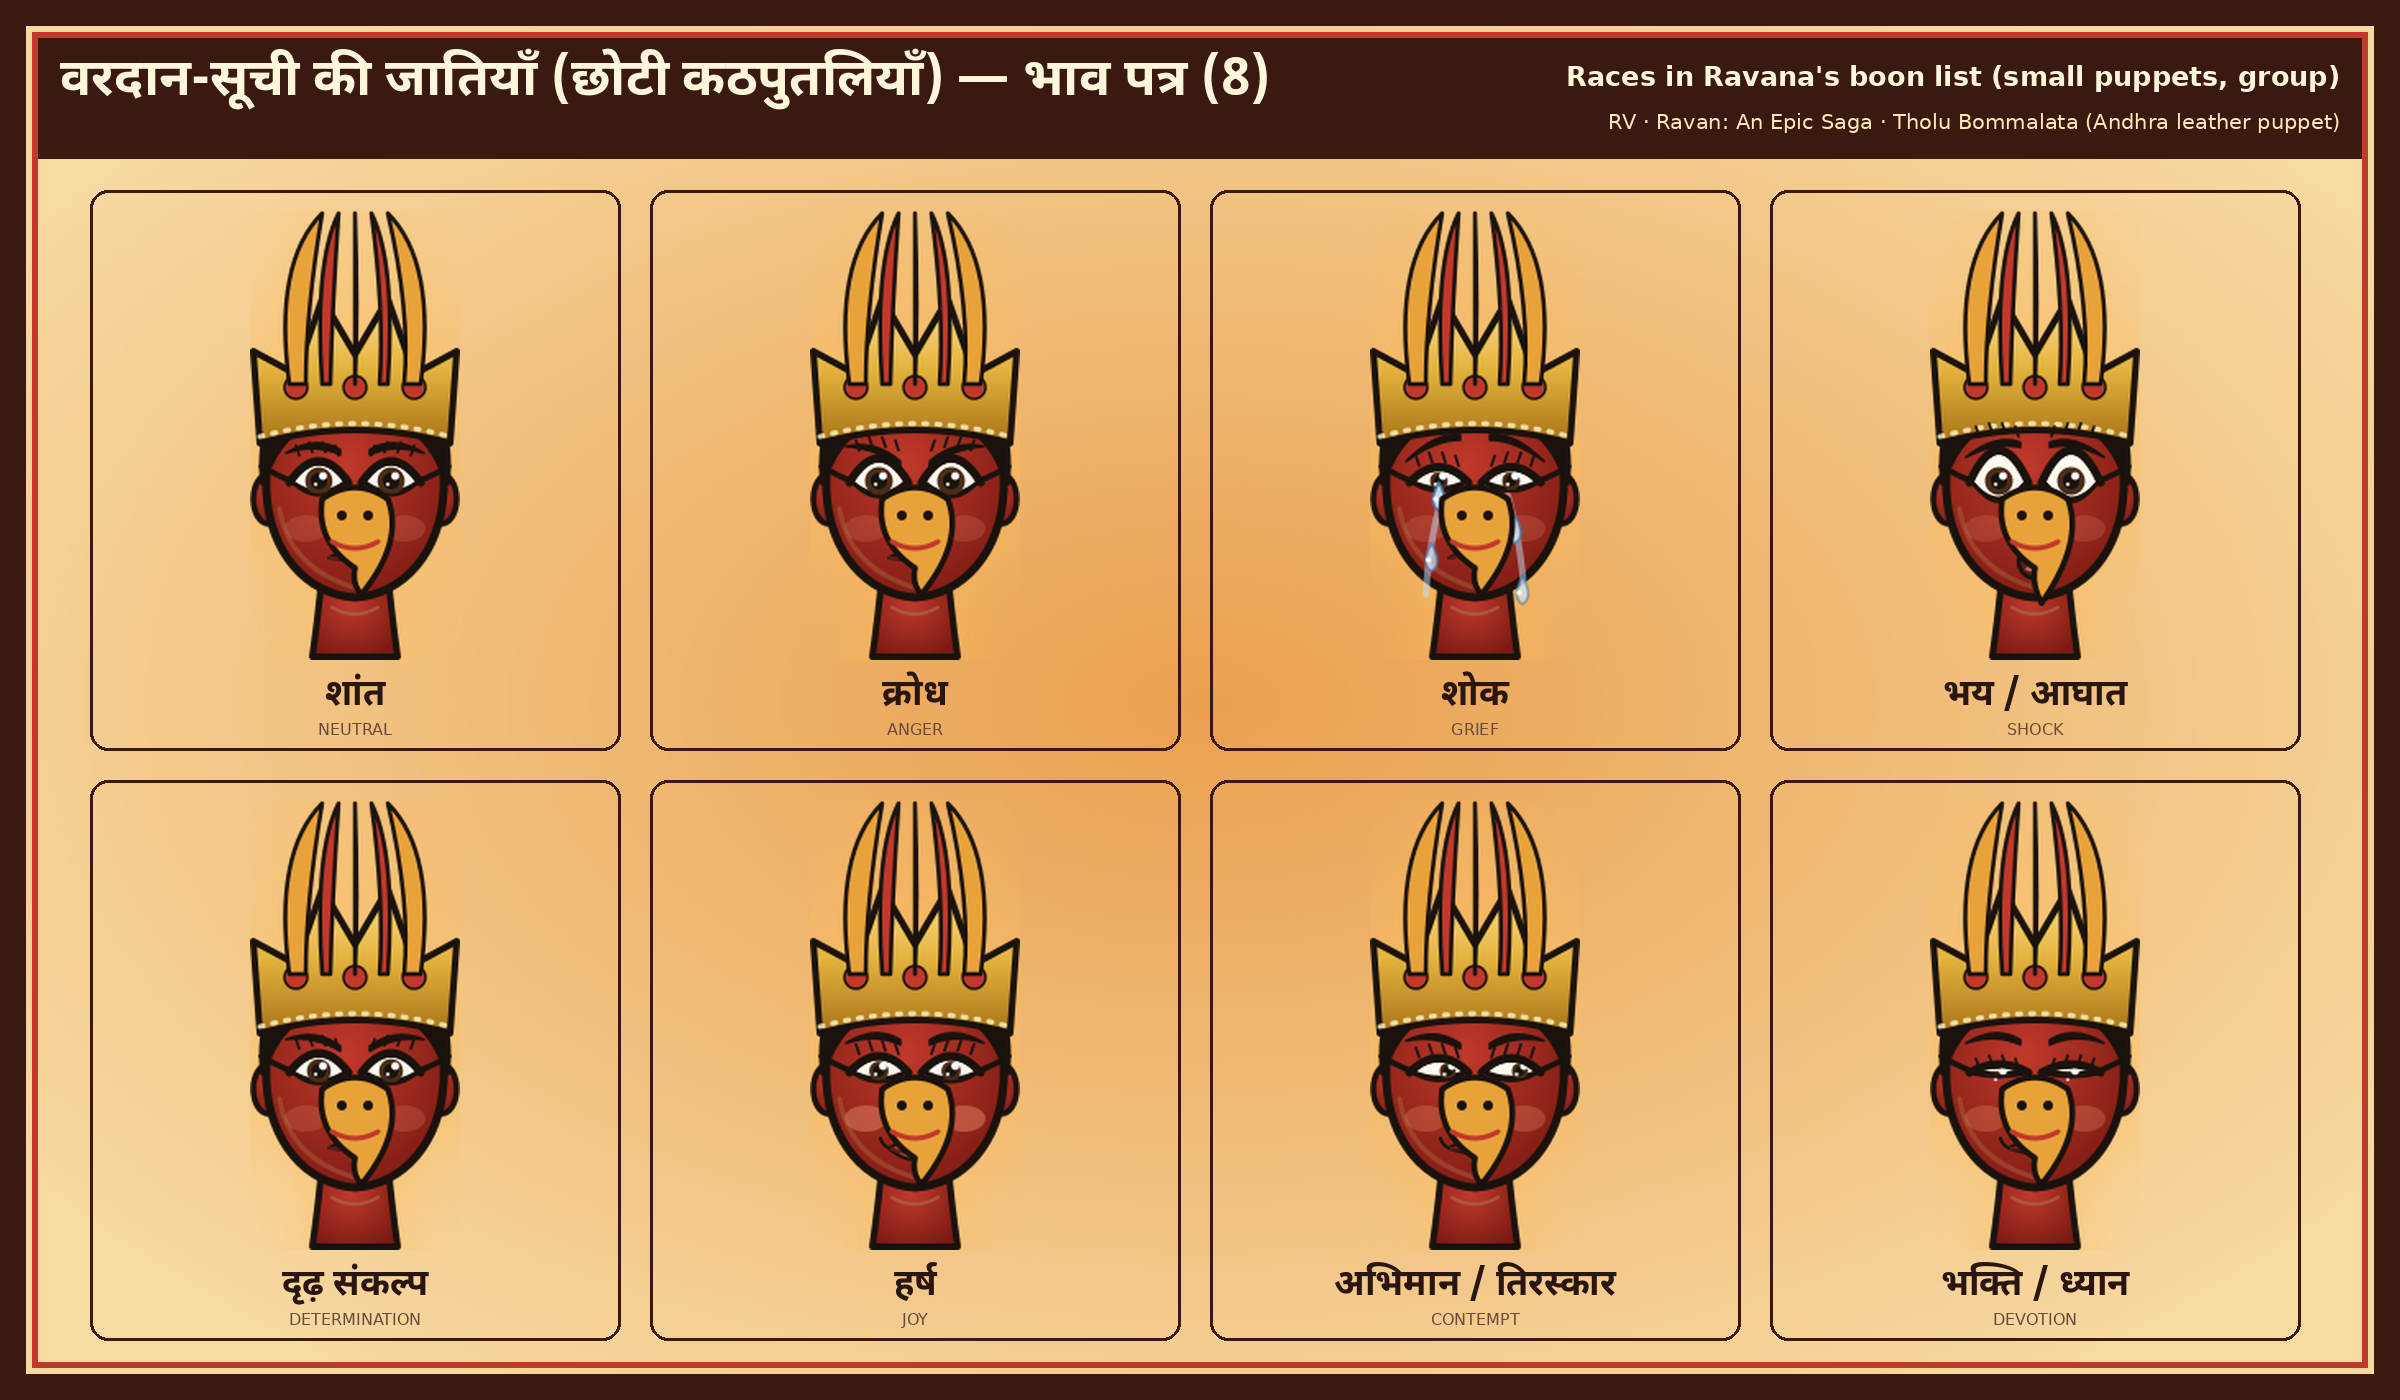 वरदान-सूची की जातियाँ (छोटी कठपुतलियाँ) — भाव पत्र (8)
Races in Ravana's boon list (small puppets, group)
RV · Ravan: An Epic Saga · Tholu Bommalata (Andhra leather puppet)
शांत
NEUTRAL
क्रोध
ANGER
शोक
GRIEF
भय / आघात
SHOCK
दृढ़ संकल्प
DETERMINATION
हर्ष
JOY
अभिमान / तिरस्कार
CONTEMPT
भक्ति / ध्यान
DEVOTION